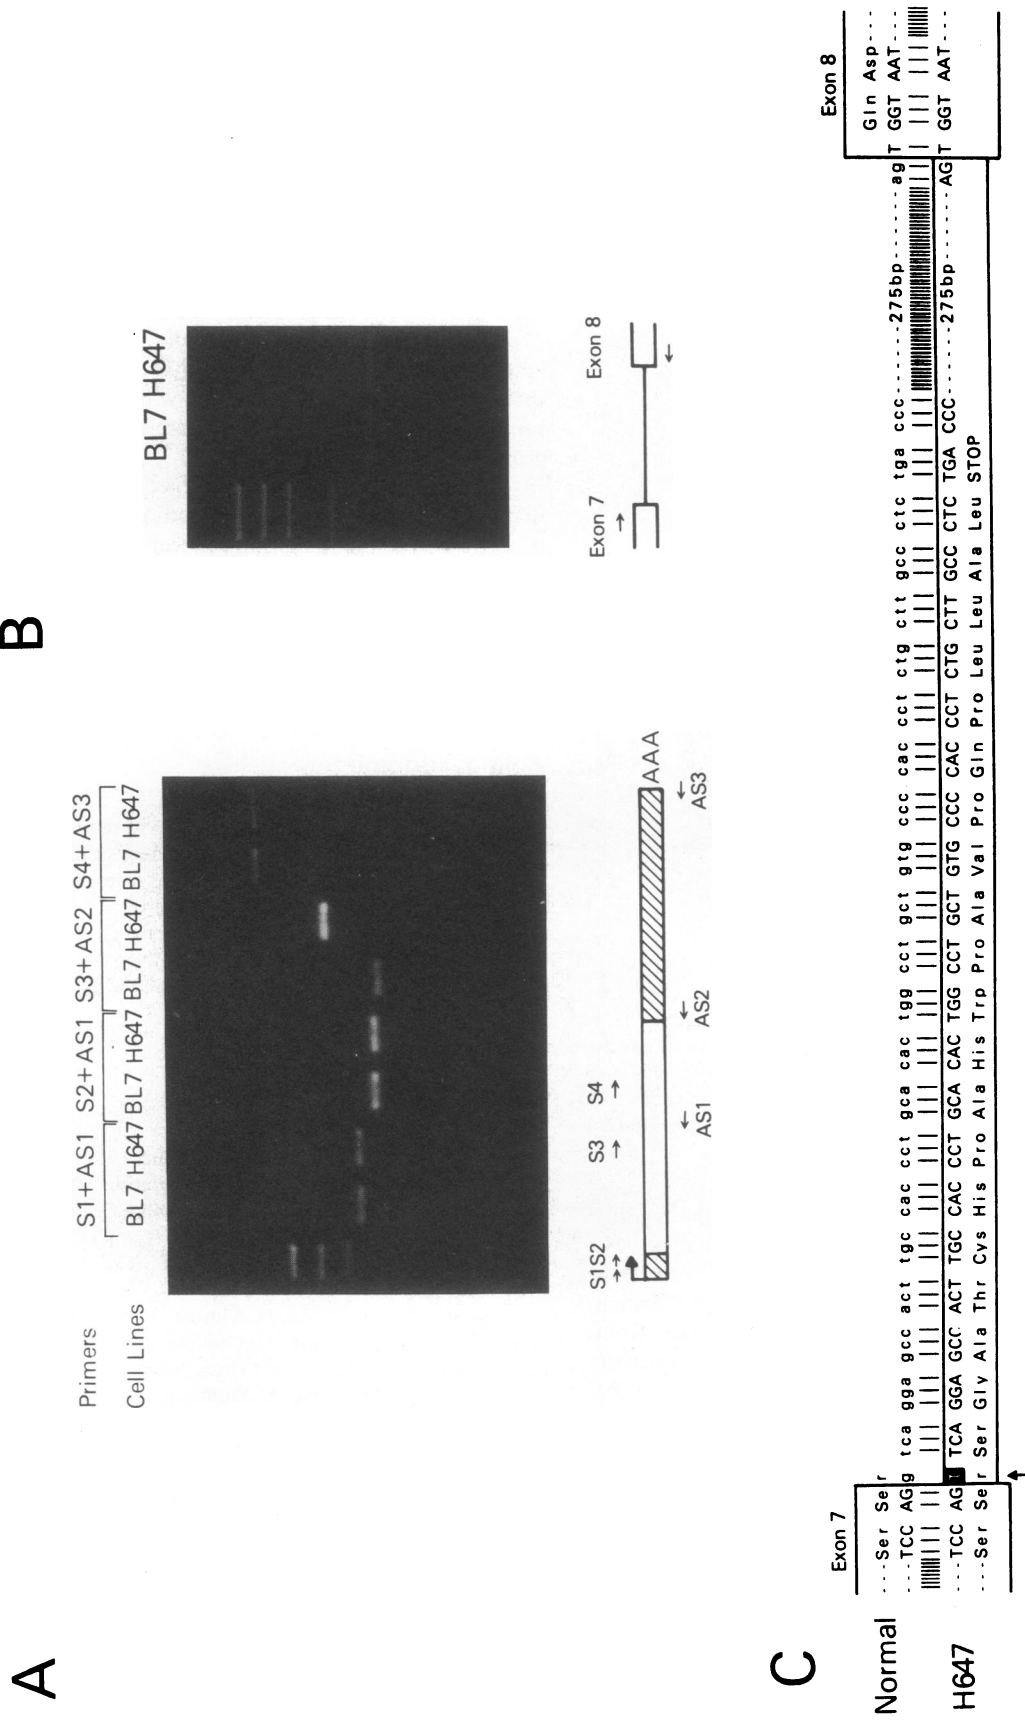 A
Primers
S1+AS1 S2+AS1 S3+AS2 S4+AS3
Cell Lines
BL7 H647 BL7 H647 BL7 H647 BL7 H647
S1 S2 S3 S4
AAA
AS1 AS2 AS3
B
BL7 H647
Exon 7 Exon 8
C
Exon 7 Exon 8
Normal
---Ser Ser Gln Asp---
---TCC AG g tca gga gcc act tgc cac cct gca cac tgg cct gct gtg ccc cac cct ctg ctt gcc ctc tga ccc------275bp------ag T GGT AAT---
H647
---TCC AG T TCA GGA GCC ACT TGC CAC CCT GCA CAC TGG CCT GCT GTG CCC CAC CCT CTG CTT GCC CTC TGA CCC------275bp------AG T GGT AAT---
---Ser Ser Ser Gly Ala Thr Cys His Pro Ala His Trp Pro Ala Val Pro Gln Pro Leu Leu Ala Leu STOP